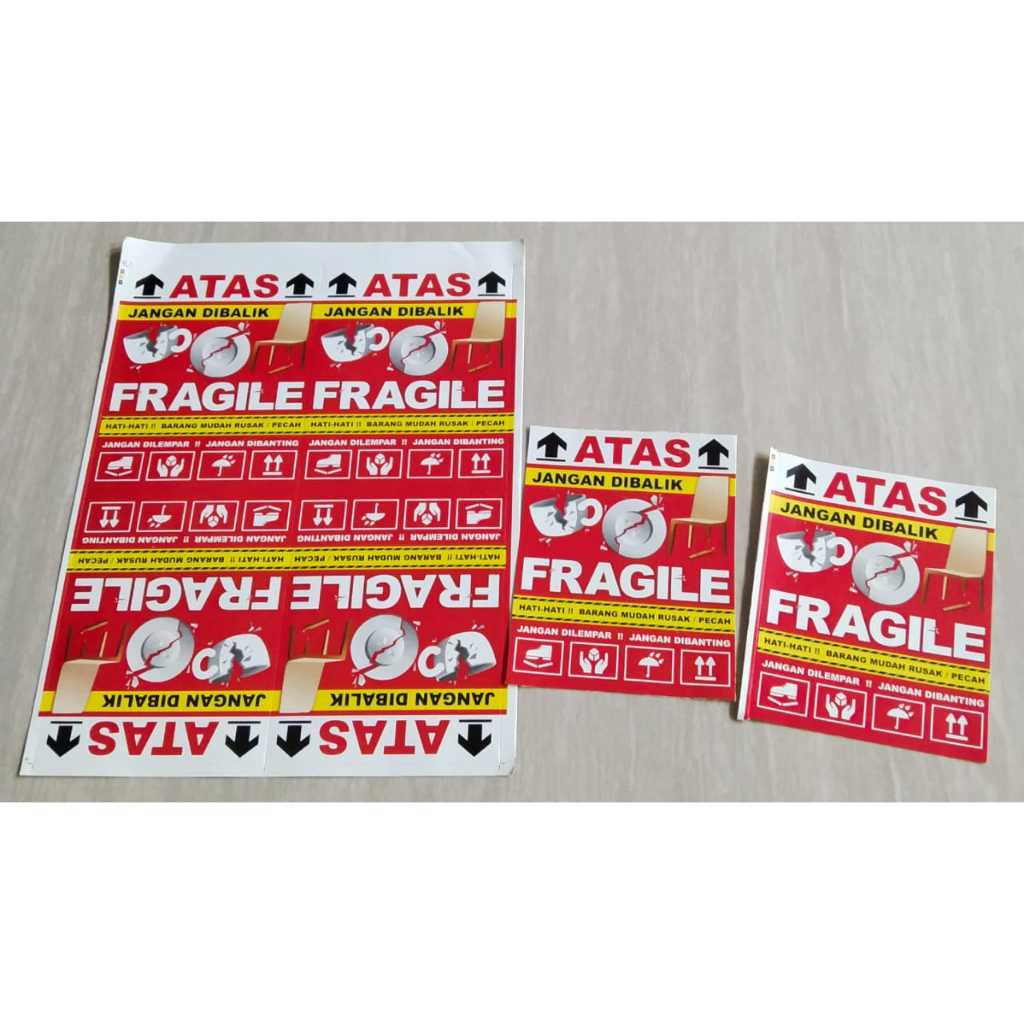 ATAS ATAS
JANGAN DIBALIK JANGAN DIBALIK
FRAGILE FRAGILE
HATI-HATI !! BARANG MUDAH RUSAK / PECAH HATI-HATI !! BARANG MUDAH RUSAK / PECAH
JANGAN DILEMPAR !! JANGAN DIBANTING JANGAN DILEMPAR !! JANGAN DIBANTING
JANGAN DILEMPAR !! JANGAN DIBANTING JANGAN DILEMPAR !! JANGAN DIBANTING
HATI-HATI !! BARANG MUDAH RUSAK / PECAH HATI-HATI !! BARANG MUDAH RUSAK / PECAH
FRAGILE FRAGILE
JANGAN DIBALIK JANGAN DIBALIK
ATAS ATAS
ATAS
JANGAN DIBALIK
FRAGILE
HATI-HATI !! BARANG MUDAH RUSAK / PECAH
JANGAN DILEMPAR !! JANGAN DIBANTING
ATAS
JANGAN DIBALIK
FRAGILE
HATI-HATI !! BARANG MUDAH RUSAK / PECAH
JANGAN DILEMPAR !! JANGAN DIBANTING